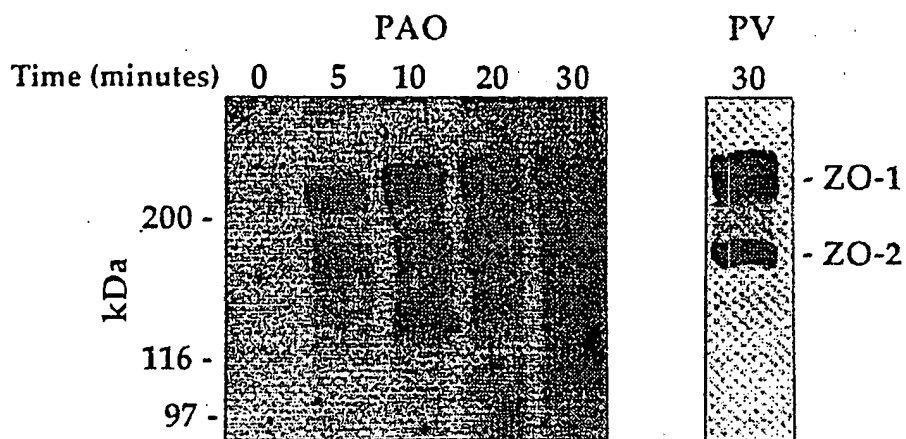 PAO PV
Time (minutes) 0 5 10 20 30 30
- ZO-1
200 -
- ZO-2
kDa
116 -
97 -